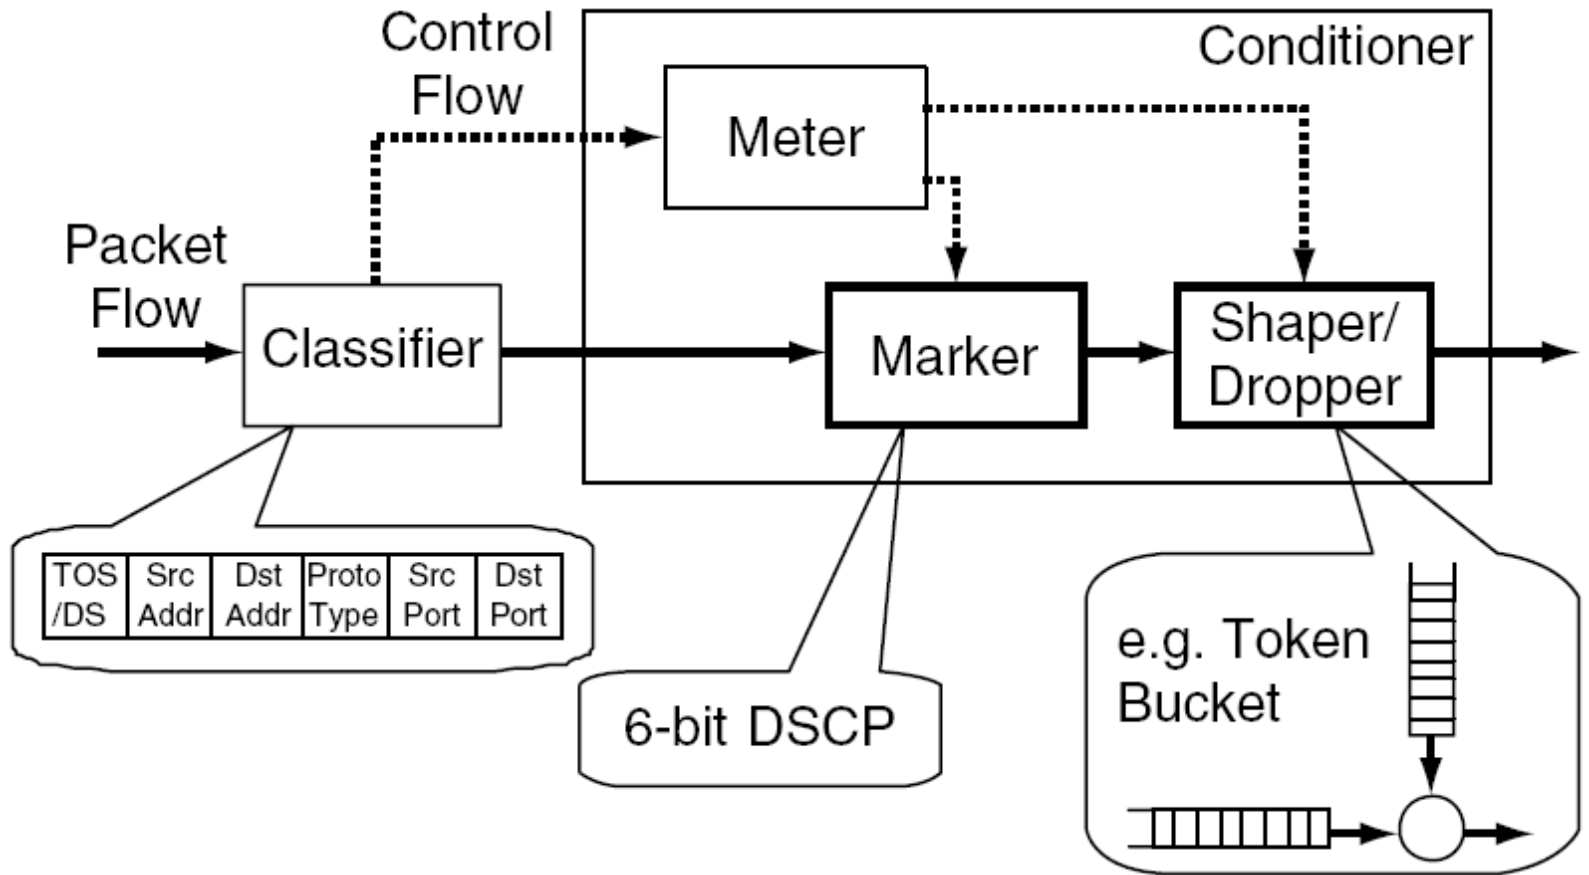 Control
Flow
Conditioner
Meter
Packet
Flow
Classifier
Marker
Shaper/
Dropper
TOS
/DS
Src
Addr
Dst
Addr
Proto
Type
Src
Port
Dst
Port
6-bit DSCP
e.g. Token
Bucket